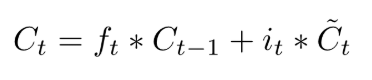 C_t = f_t * C_{t-1} + i_t * \tilde{C}_t